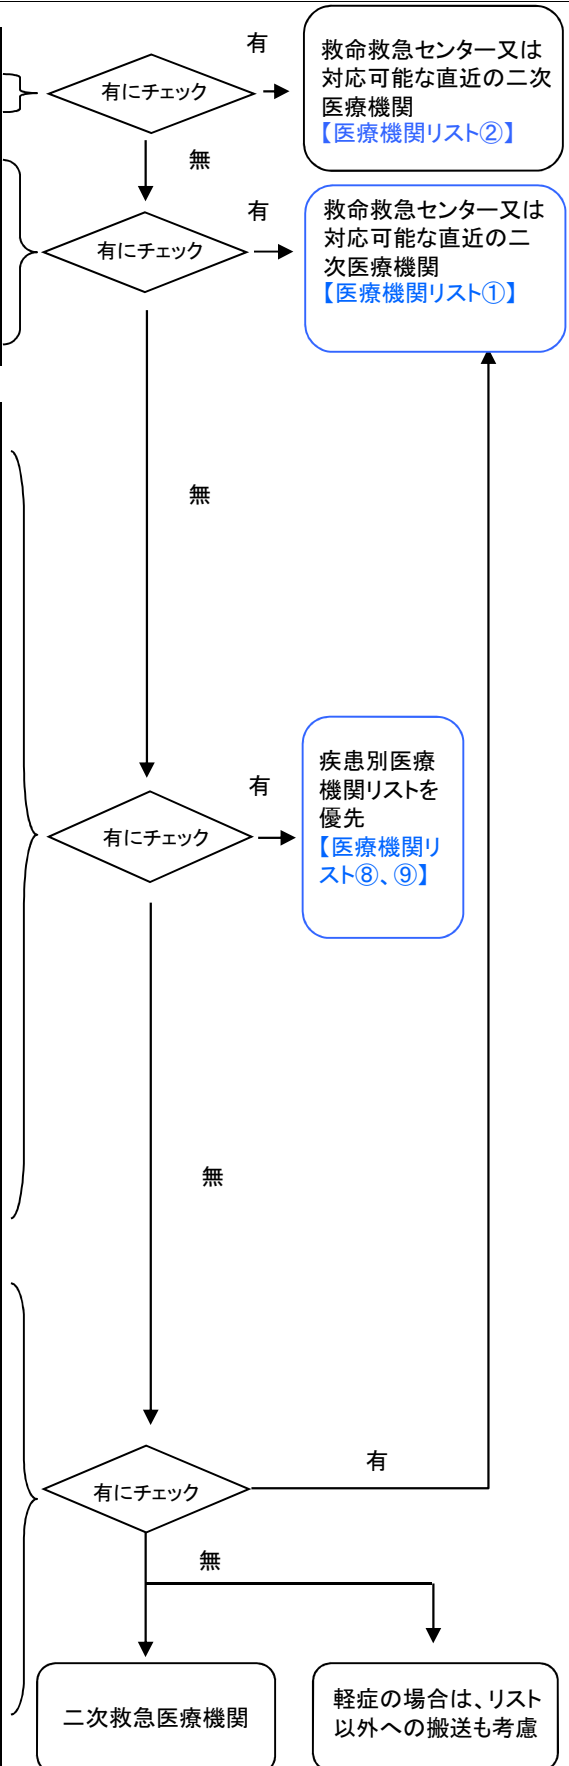 有
救命救急センター又は
対応可能な直近の二次
医療機関
【医療機関リスト②】
有にチェック
無
有
救命救急センター又は
対応可能な直近の二
次医療機関
【医療機関リスト①】
有にチェック
無
有
疾患別医療
機関リストを
優先
【医療機関リ
スト⑧、⑨】
有にチェック
無
有
有にチェック
無
二次救急医療機関
軽症の場合は、リスト
以外への搬送も考慮